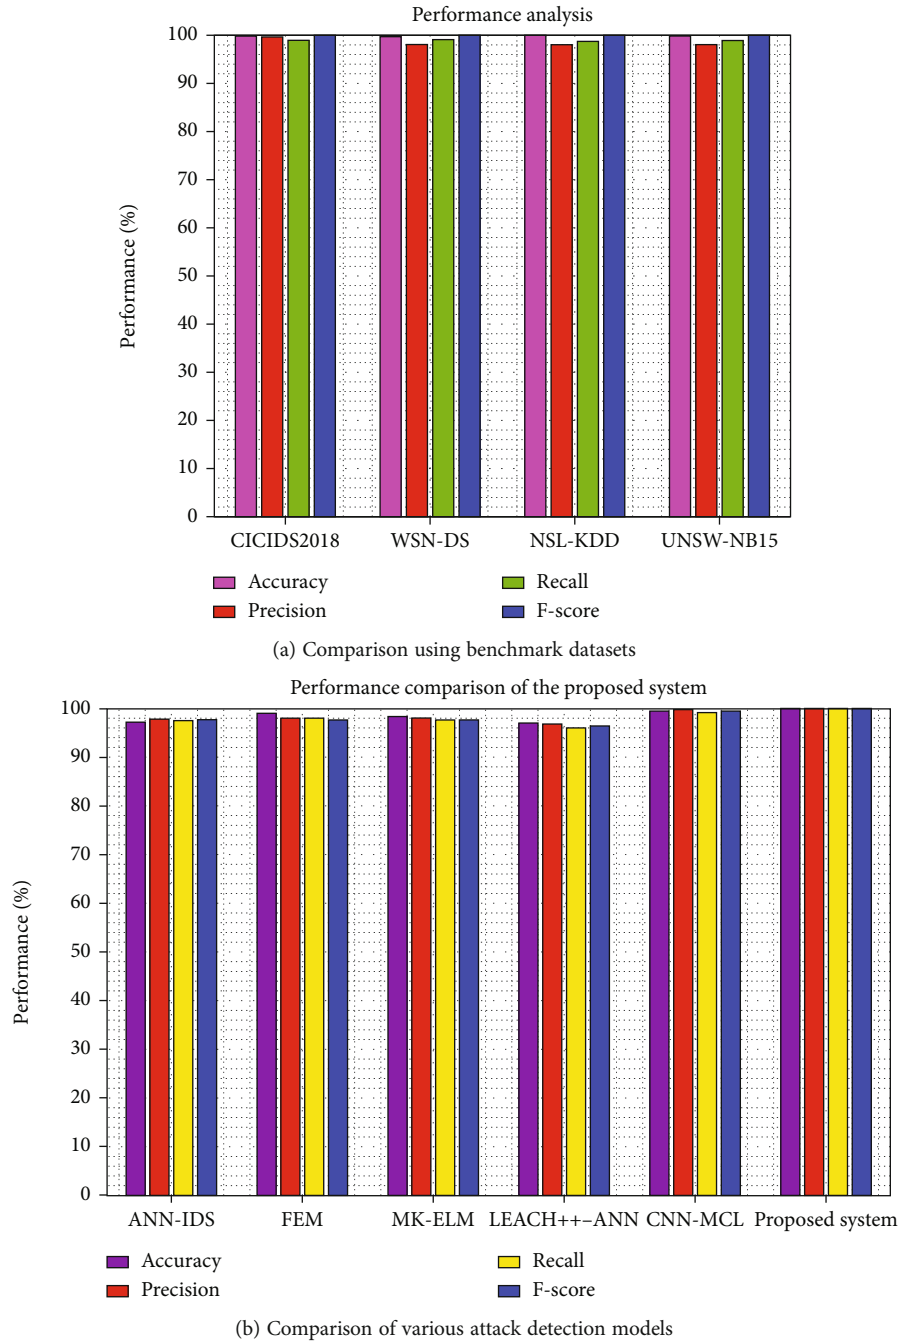 Performance analysis
100
90
80
70
60
50
40
30
20
10
0
Performance (%)
CICIDS2018 WSN-DS NSL-KDD UNSW-NB15
Accuracy Recall
Precision F-score
(a) Comparison using benchmark datasets
Performance comparison of the proposed system
100
90
80
70
60
50
40
30
20
10
0
Performance (%)
ANN-IDS FEM MK-ELM LEACH++–ANN CNN-MCL Proposed system
Accuracy Recall
Precision F-score
(b) Comparison of various attack detection models